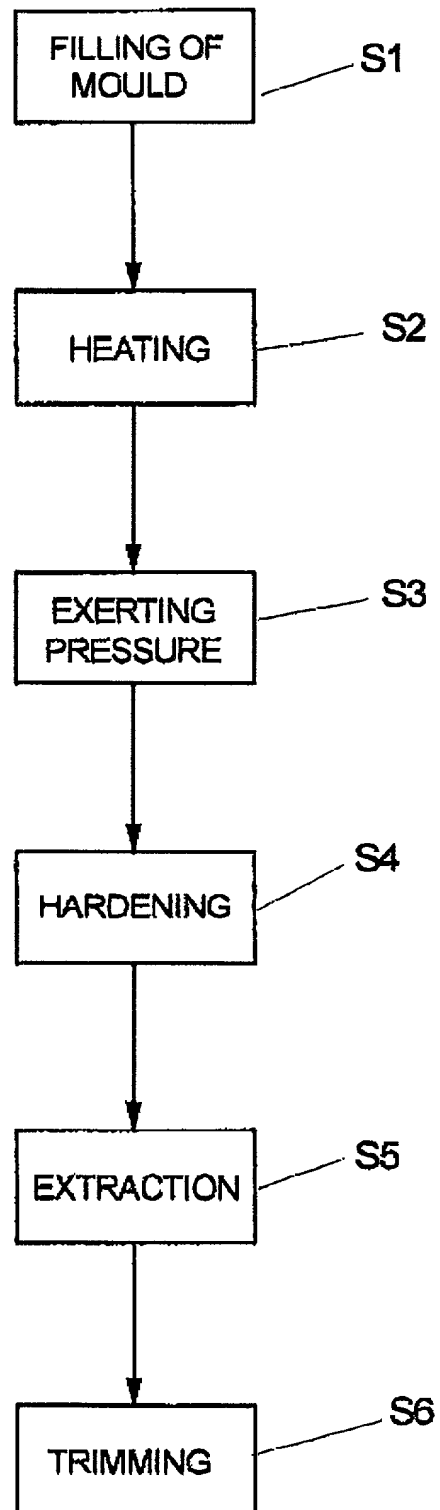 FILLING OF
MOULD
S1
HEATING
S2
EXERTING
PRESSURE
S3
HARDENING
S4
EXTRACTION
S5
TRIMMING
S6